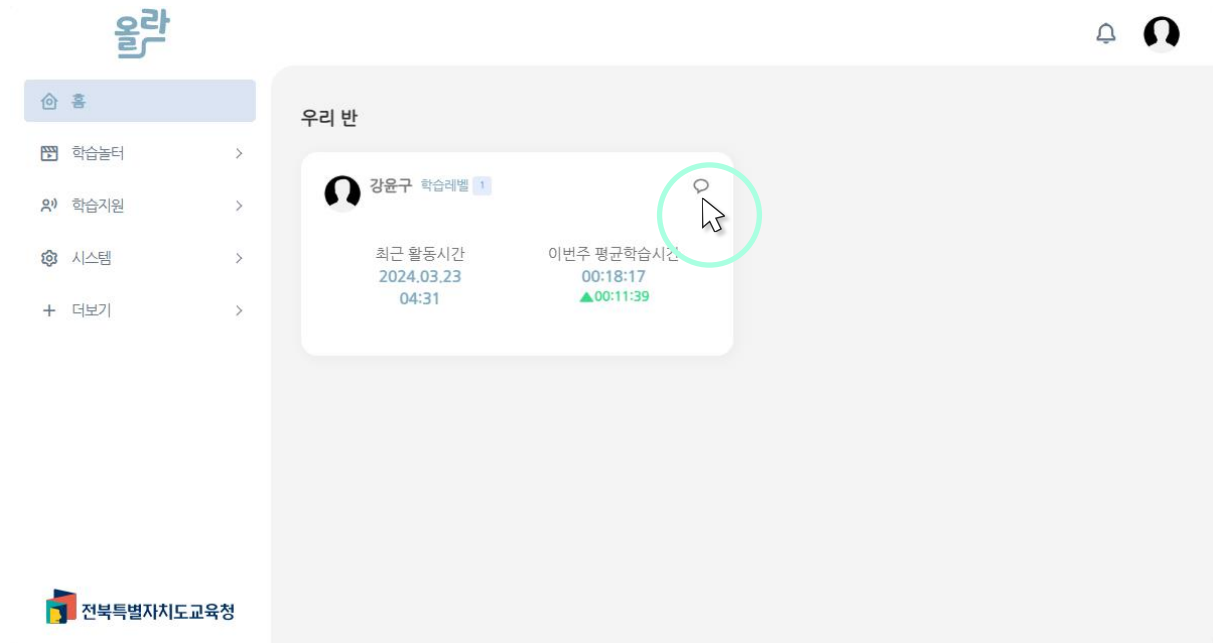 올라
홈
학습놀터
학습지원
시스템
더보기
우리 반
강윤구 학습레벨 1
최근 활동시간
2024.03.23
04:31
이번주 평균학습시간
00:18:17
▲00:11:39
전북특별자치도교육청